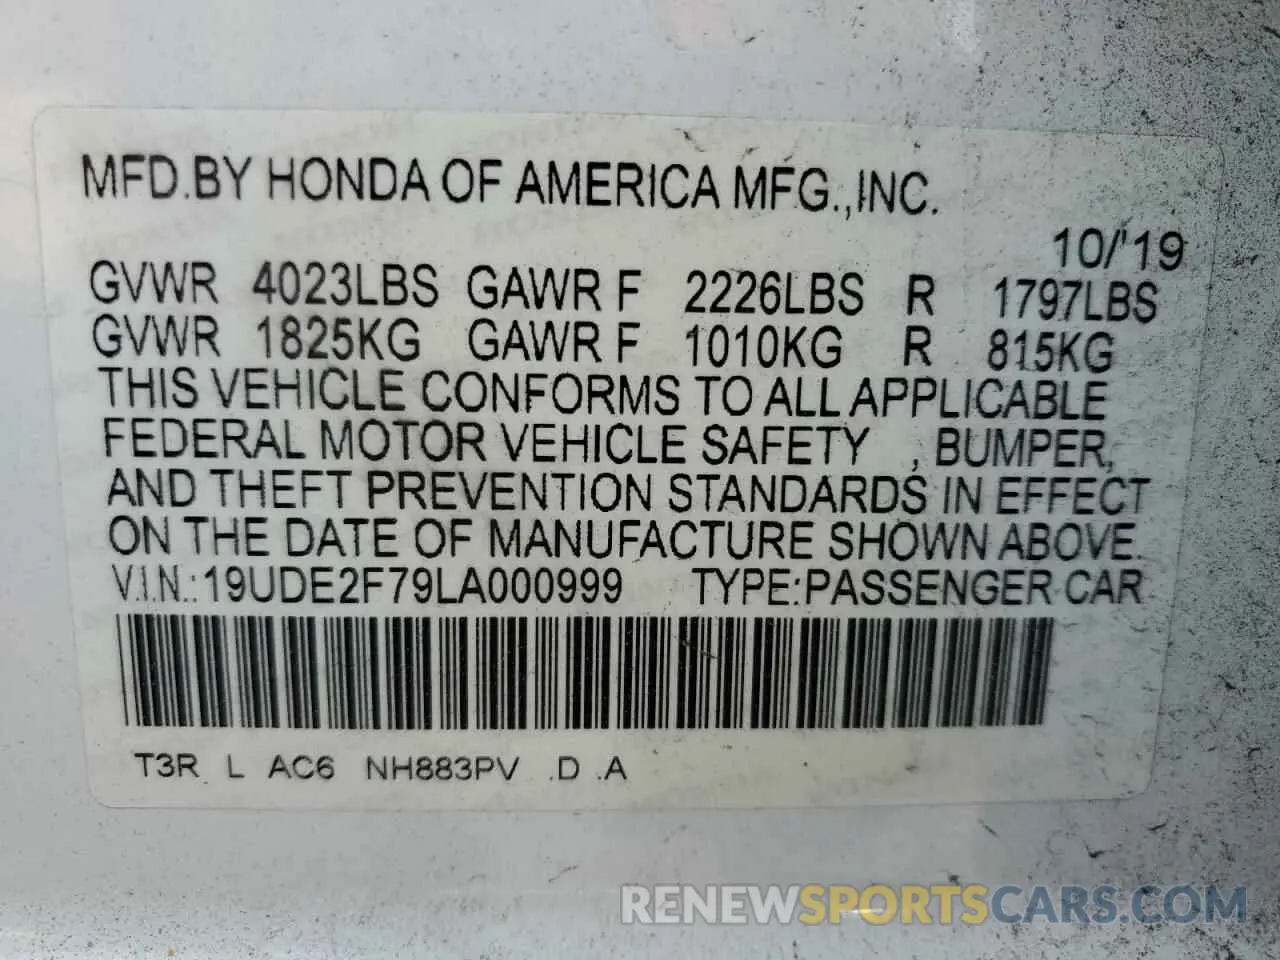 MFD.BY HONDA OF AMERICA MFG.,INC.
10/'19
GVWR 4023LBS GAWR F 2226LBS R 1797LBS
GVWR 1825KG GAWR F 1010KG R 815KG
THIS VEHICLE CONFORMS TO ALL APPLICABLE
FEDERAL MOTOR VEHICLE SAFETY , BUMPER,
AND THEFT PREVENTION STANDARDS IN EFFECT
ON THE DATE OF MANUFACTURE SHOWN ABOVE.
V.I.N.: 19UDE2F79LA000999 TYPE:PASSENGER CAR
T3R L AC6 NH883PV .D .A
RENEWSPORTSCARS.COM